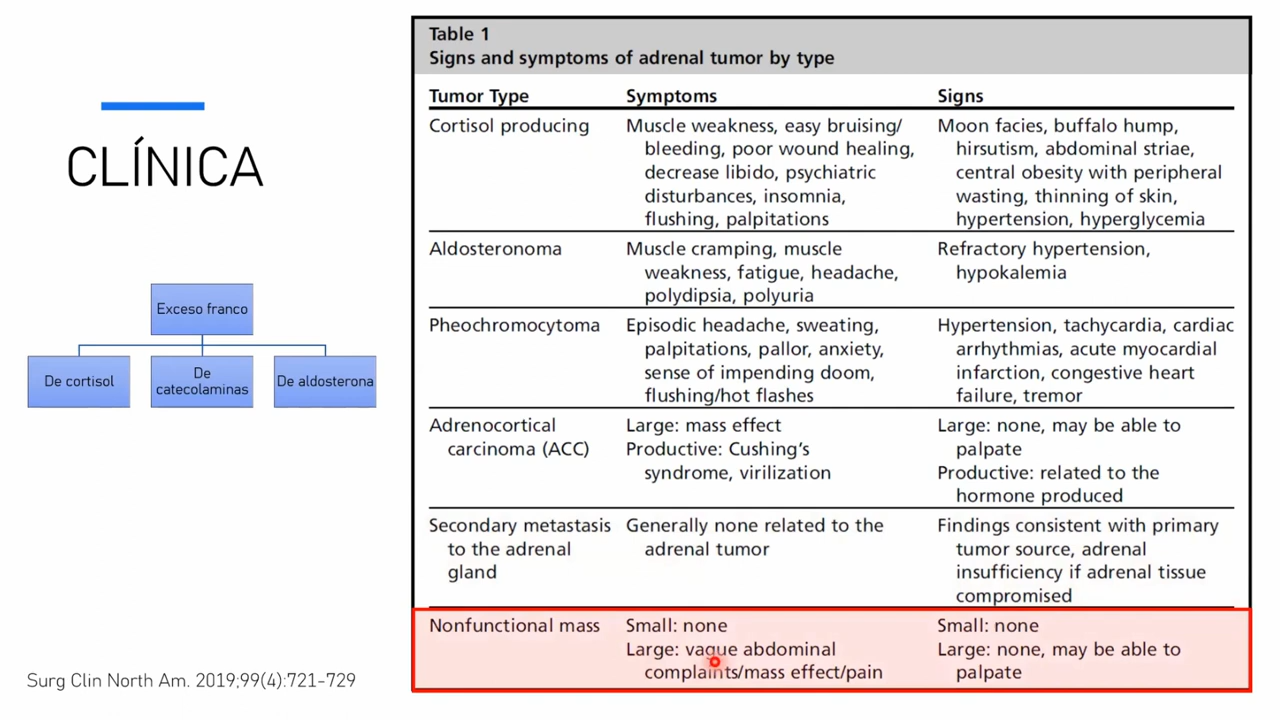 CLÍNICA
Exceso franco
De cortisol
De
catecolaminas
De aldosterona
Surg Clin North Am. 2019;99(4):721-729
Table 1
Signs and symptoms of adrenal tumor by type
Tumor Type Symptoms Signs
Cortisol producing Muscle weakness, easy bruising/ Moon facies, buffalo hump,
bleeding, poor wound healing, hirsutism, abdominal striae,
decrease libido, psychiatric central obesity with peripheral
disturbances, insomnia, wasting, thinning of skin,
flushing, palpitations hypertension, hyperglycemia
Aldosteronoma Muscle cramping, muscle Refractory hypertension,
weakness, fatigue, headache, hypokalemia
polydipsia, polyuria
Pheochromocytoma Episodic headache, sweating, Hypertension, tachycardia, cardiac
palpitations, pallor, anxiety, arrhythmias, acute myocardial
sense of impending doom, infarction, congestive heart
flushing/hot flashes failure, tremor
Adrenocortical Large: mass effect Large: none, may be able to
carcinoma (ACC) Productive: Cushing's palpate
syndrome, virilization Productive: related to the
hormone produced
Secondary metastasis Generally none related to the Findings consistent with primary
to the adrenal adrenal tumor tumor source, adrenal
gland insufficiency if adrenal tissue
compromised
Nonfunctional mass Small: none Small: none
Large: vague abdominal Large: none, may be able to
complaints/mass effect/pain palpate